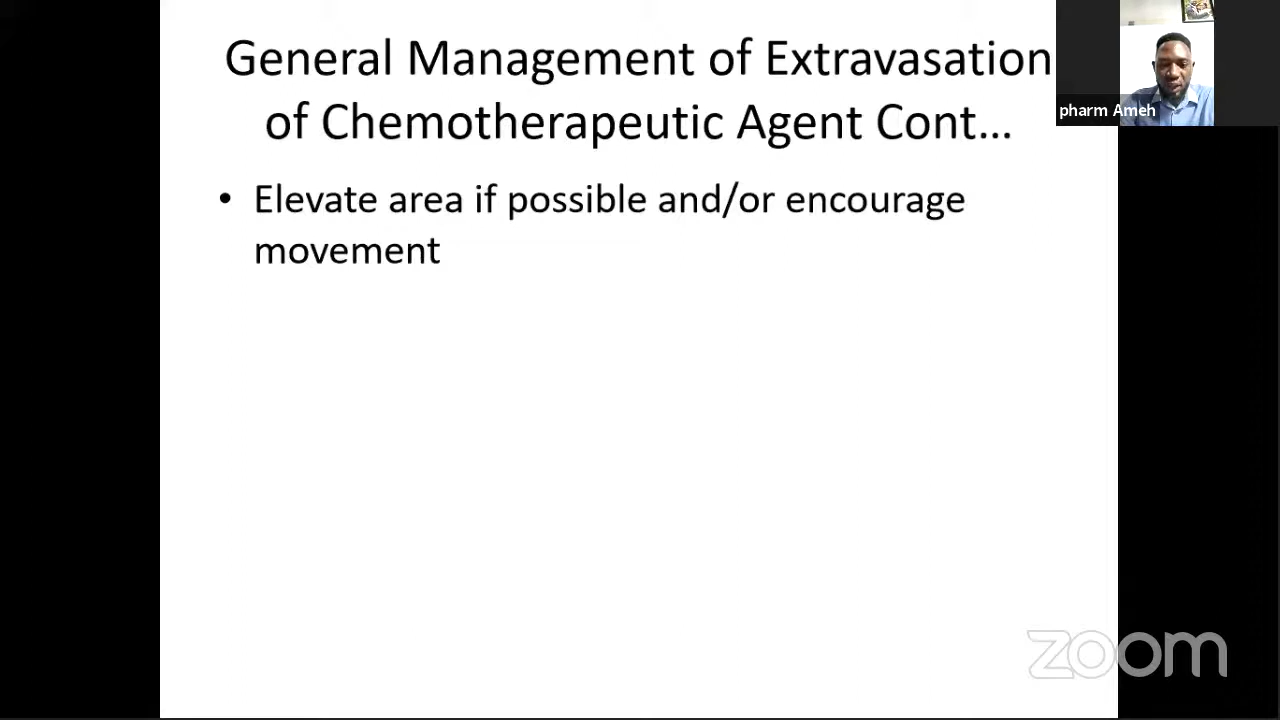 General Management of Extravasation
of Chemotherapeutic Agent Cont...
• Elevate area if possible and/or encourage
movement
pharm Ameh
zoom